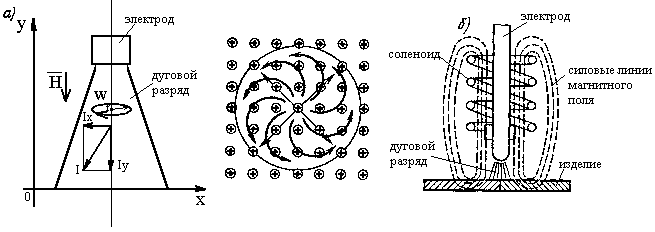 а)
y
электрод
H
дуговой
разряд
w
Ix
I
Iy
0
x
б)
электрод
соленоид
силовые линии
магнитного
поля
дуговой
разряд
изделие